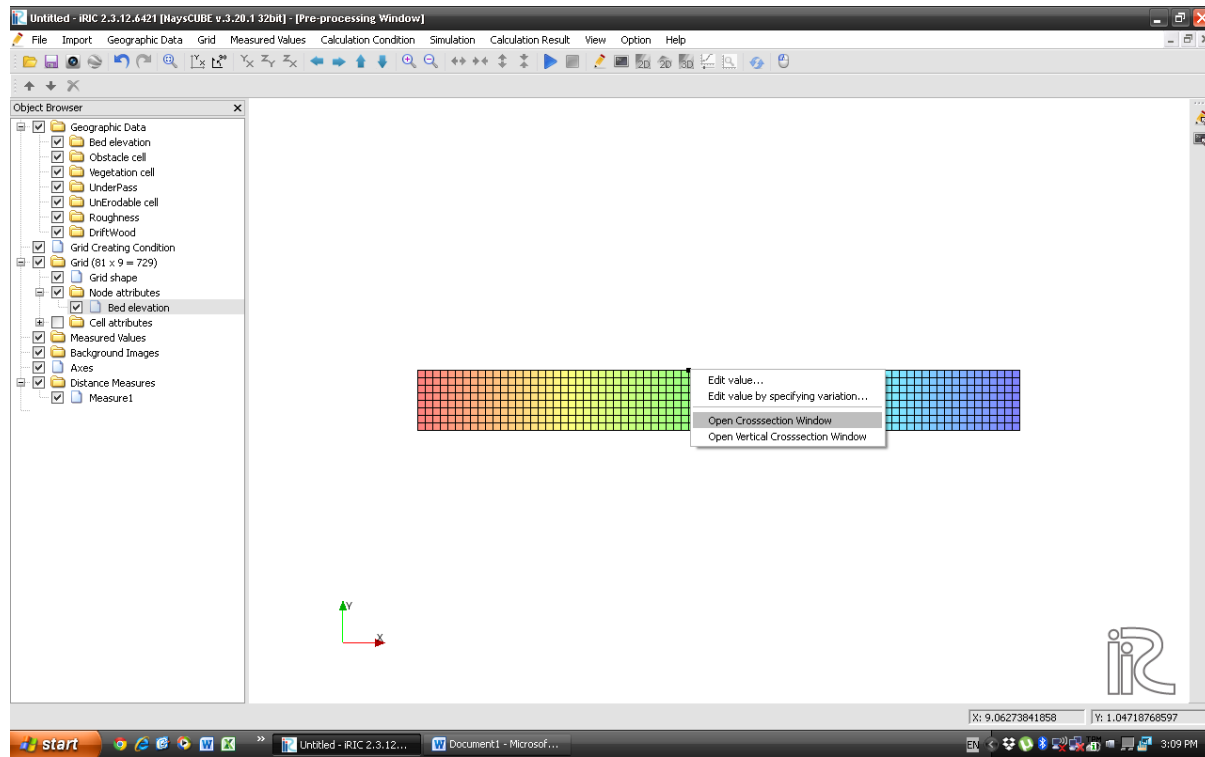 Untitled - iRIC 2.3.12.6421 [NaysCUBE v.3.20.1 32bit] - [Pre-processing Window]
File Import Geographic Data Grid Measured Values Calculation Condition Simulation Calculation Result View Option Help
Object Browser
Geographic Data
Bed elevation
Obstacle cell
Vegetation cell
UnderPass
UnErodable cell
Roughness
DriftWood
Grid Creating Condition
Grid (81 x 9 = 729)
Grid shape
Node attributes
Bed elevation
Cell attributes
Measured Values
Background Images
Axes
Distance Measures
Measure1
Edit value...
Edit value by specifying variation...
Open Crosssection Window
Open Vertical Crosssection Window
Y
X
iRIC
X: 9.06273841858 Y: 1.04718768597
start
Untitled - iRIC 2.3.12...
Document1 - Microsof...
EN
3:09 PM